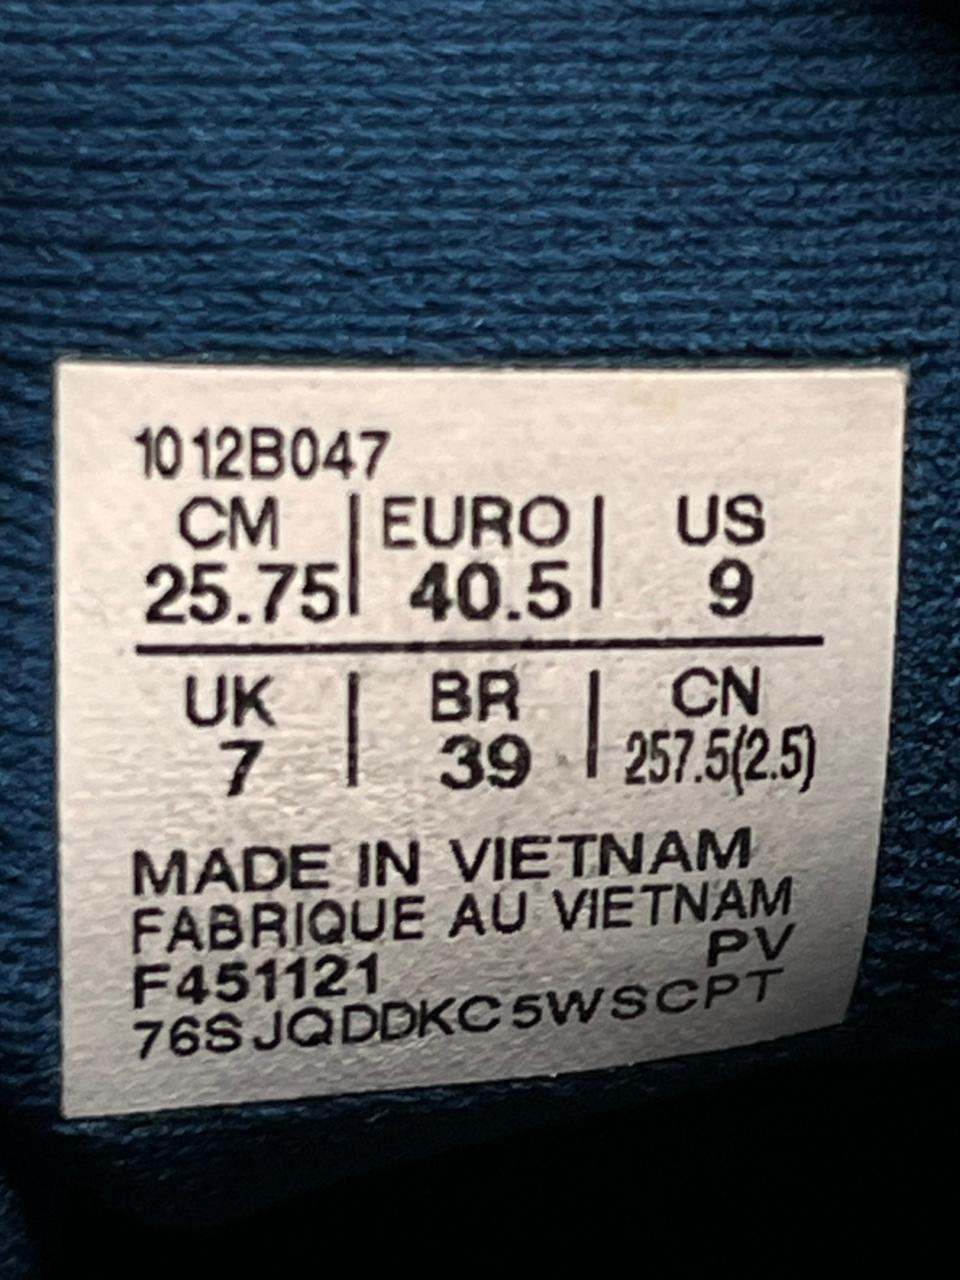 1012B047
CM | EURO | US
25.75 | 40.5 | 9
UK | BR | CN
7 | 39 | 257.5(2.5)
MADE IN VIETNAM
FABRIQUE AU VIETNAM
PV
F451121
76SJQDDKC5WSCPT